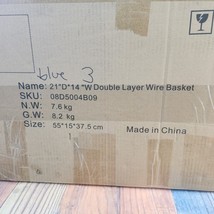 blue 3
Name: 21"D*14 "W Double Layer Wire Basket
SKU: 08D5004B09
N.W: 7.6 kg
G.W: 8.2 kg
Size: 55*15*37.5 cm Made in China